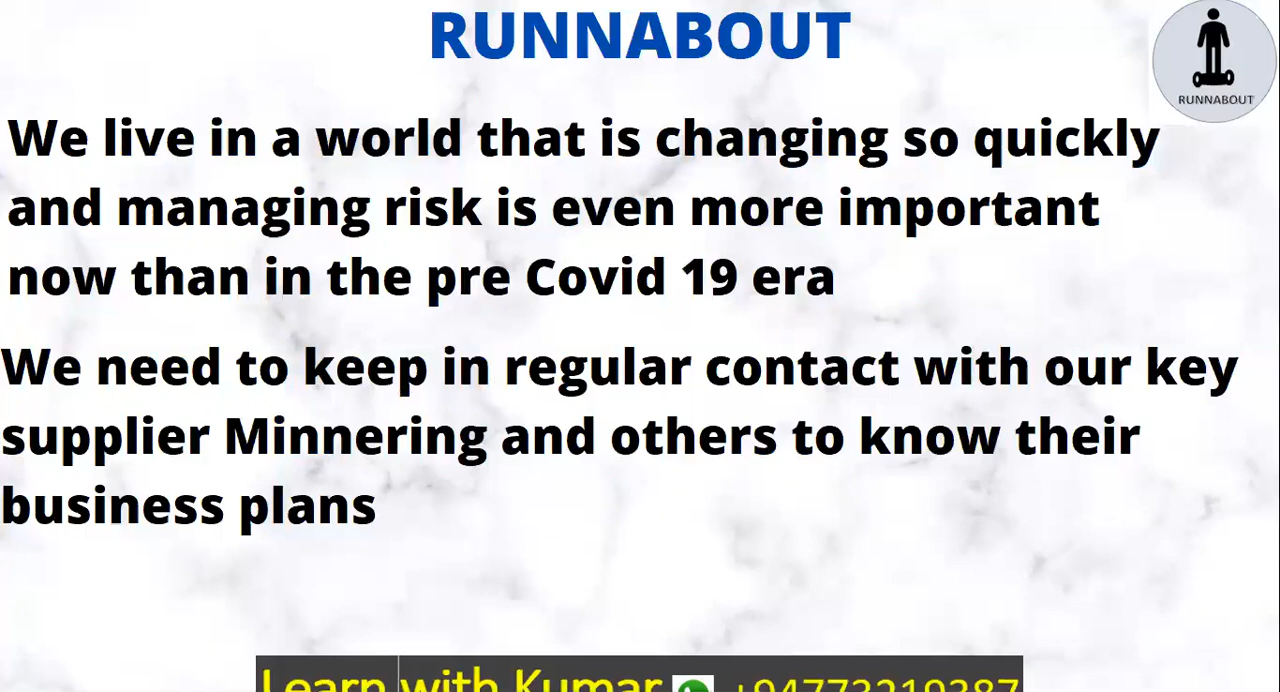 RUNNABOUT
RUNNABOUT
We live in a world that is changing so quickly
and managing risk is even more important
now than in the pre Covid 19 era
We need to keep in regular contact with our key
supplier Minnering and others to know their
business plans
Learn with Kumar +94773219387